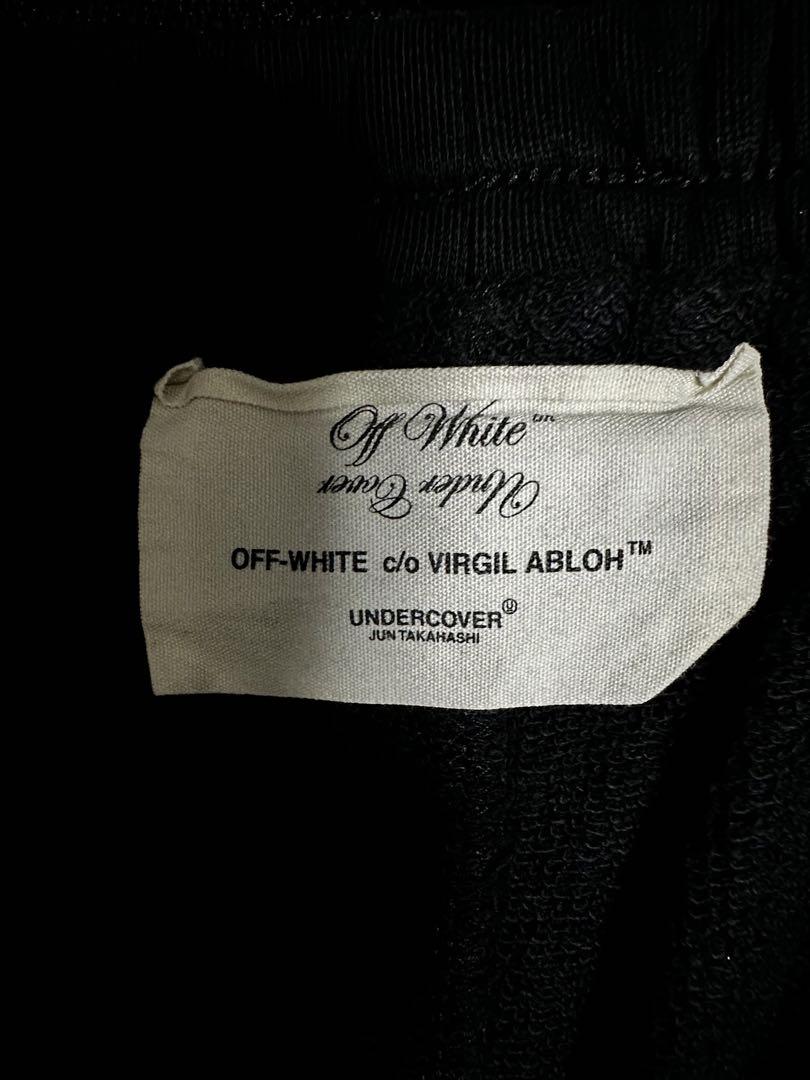 Off White™
Under Cover
OFF-WHITE c/o VIRGIL ABLOH™
UNDERCOVER Ⓤ
JUN TAKAHASHI